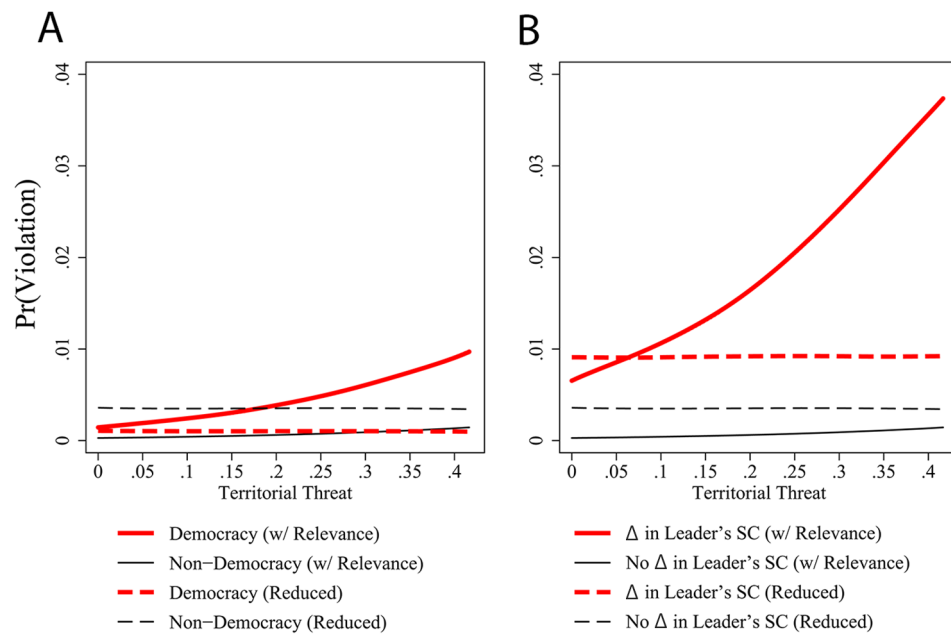 A
B
Pr(Violation)
.04
.03
.02
.01
0
0 .05 .1 .15 .2 .25 .3 .35 .4
Territorial Threat
Democracy (w/ Relevance)
Non−Democracy (w/ Relevance)
Democracy (Reduced)
Non−Democracy (Reduced)
.04
.03
.02
.01
0
0 .05 .1 .15 .2 .25 .3 .35 .4
Territorial Threat
Δ in Leader's SC (w/ Relevance)
No Δ in Leader's SC (w/ Relevance)
Δ in Leader's SC (Reduced)
No Δ in Leader's SC (Reduced)